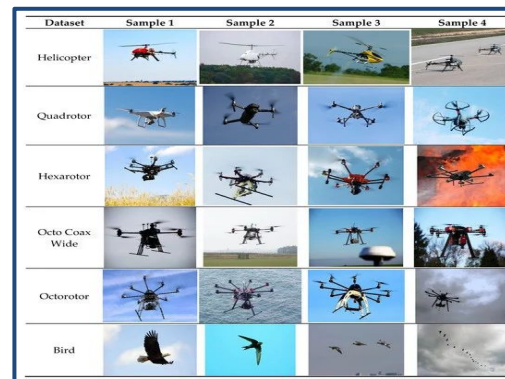 Dataset Sample 1 Sample 2 Sample 3 Sample 4
Helicopter
Quadrotor
Hexarotor
Octo Coax
Wide
Octorotor
Bird